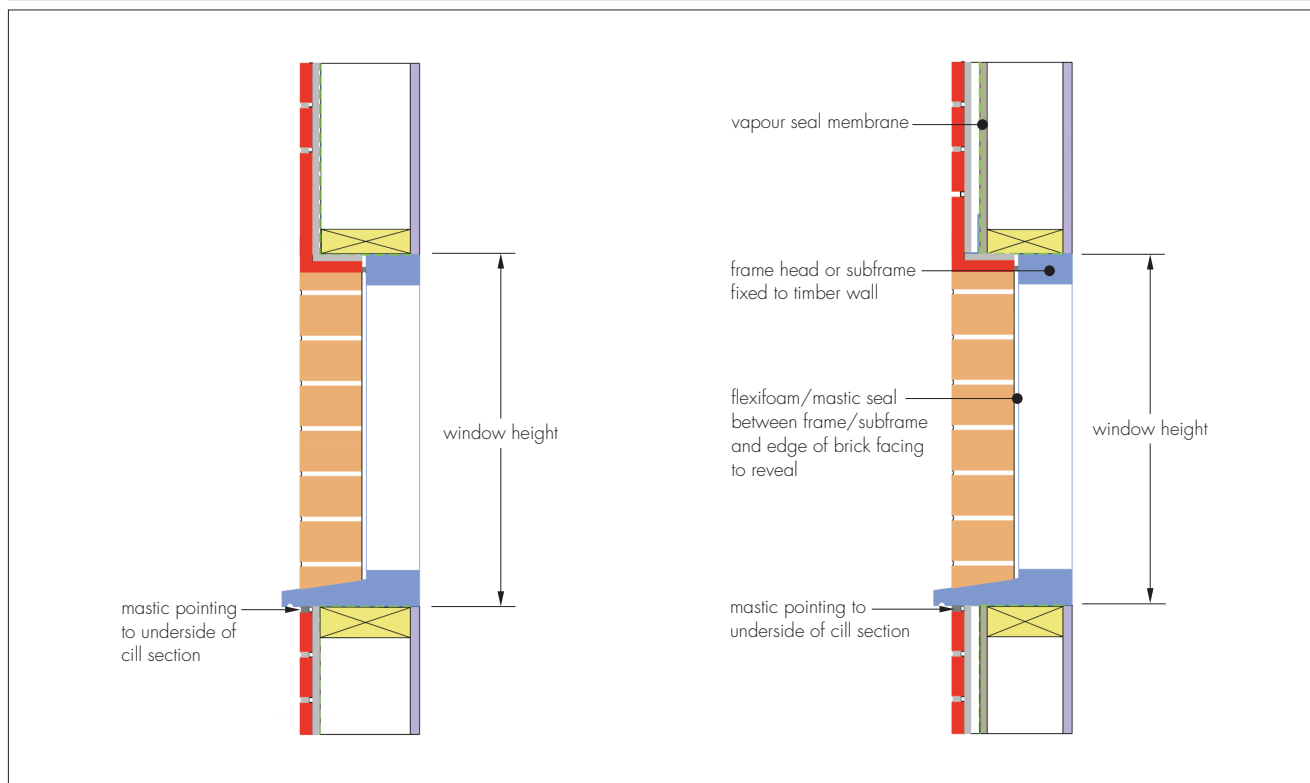 window height
mastic pointing
to underside of
cill section
vapour seal membrane
frame head or subframe
fixed to timber wall
flexifoam/mastic seal
between frame/subframe
and edge of brick facing
to reveal
window height
mastic pointing to
underside of cill section